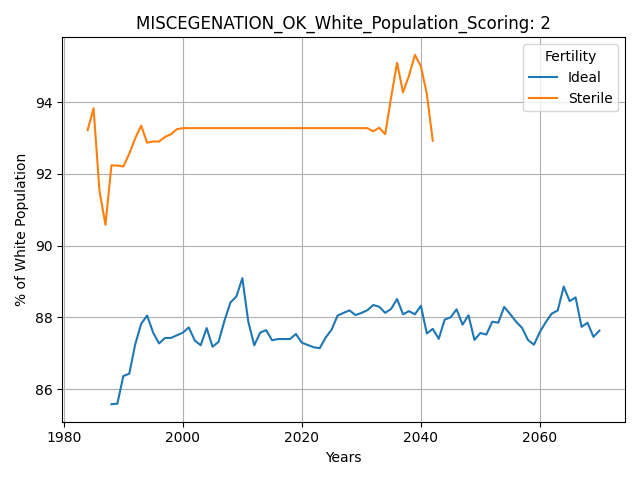 MISCEGENATION_OK_White_Population_Scoring: 2
Fertility
Ideal
Sterile
% of White Population
94
92
90
88
86
1980
2000
2020
2040
2060
Years